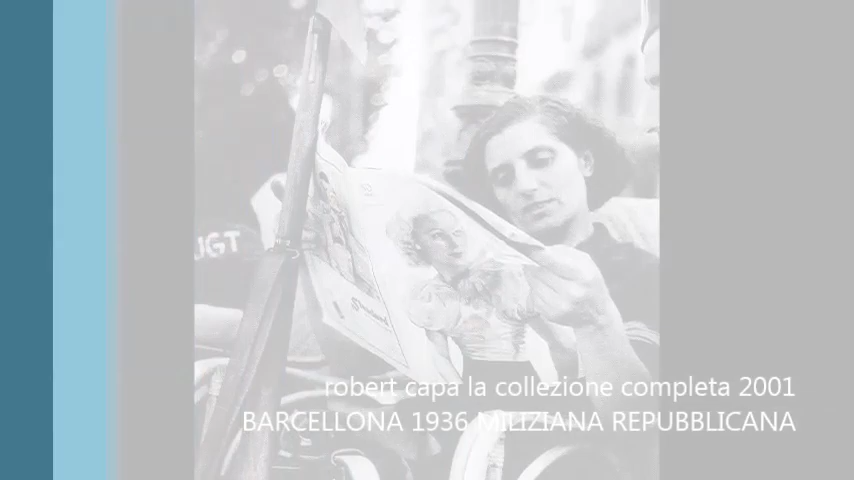 UGT
robert capa la collezione completa 2001
BARCELLONA 1936 MILIZIANA REPUBBLICANA